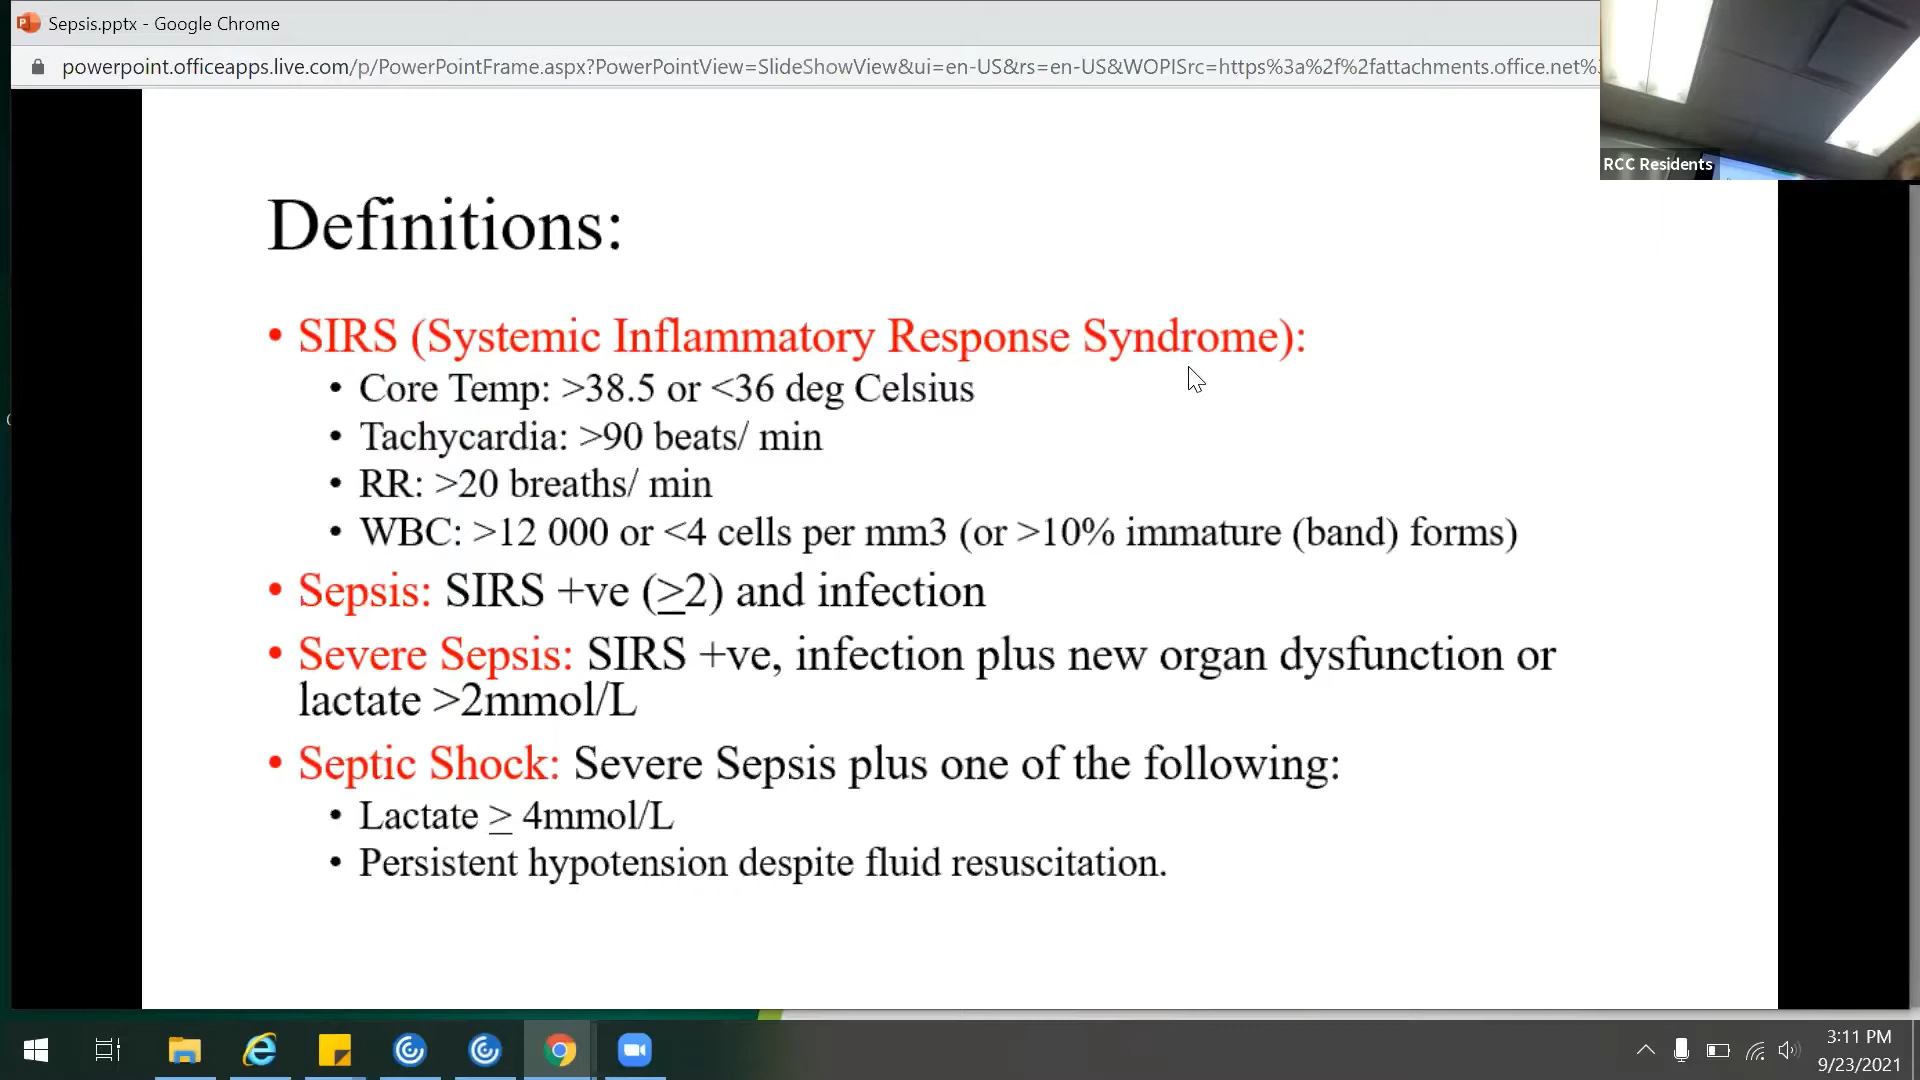 Sepsis.pptx - Google Chrome
powerpoint.officeapps.live.com/p/PowerPointFrame.aspx?PowerPointView=SlideShowView&ui=en-US&rs=en-US&WOPISrc=https%3a%2f%2fattachments.office.net%
RCC Residents
Definitions:
• SIRS (Systemic Inflammatory Response Syndrome):
• Core Temp: >38.5 or <36 deg Celsius
• Tachycardia: >90 beats/ min
• RR: >20 breaths/ min
• WBC: >12 000 or <4 cells per mm3 (or >10% immature (band) forms)
• Sepsis: SIRS +ve (≥2) and infection
• Severe Sepsis: SIRS +ve, infection plus new organ dysfunction or
lactate >2mmol/L
• Septic Shock: Severe Sepsis plus one of the following:
• Lactate ≥ 4mmol/L
• Persistent hypotension despite fluid resuscitation.
3:11 PM
9/23/2021